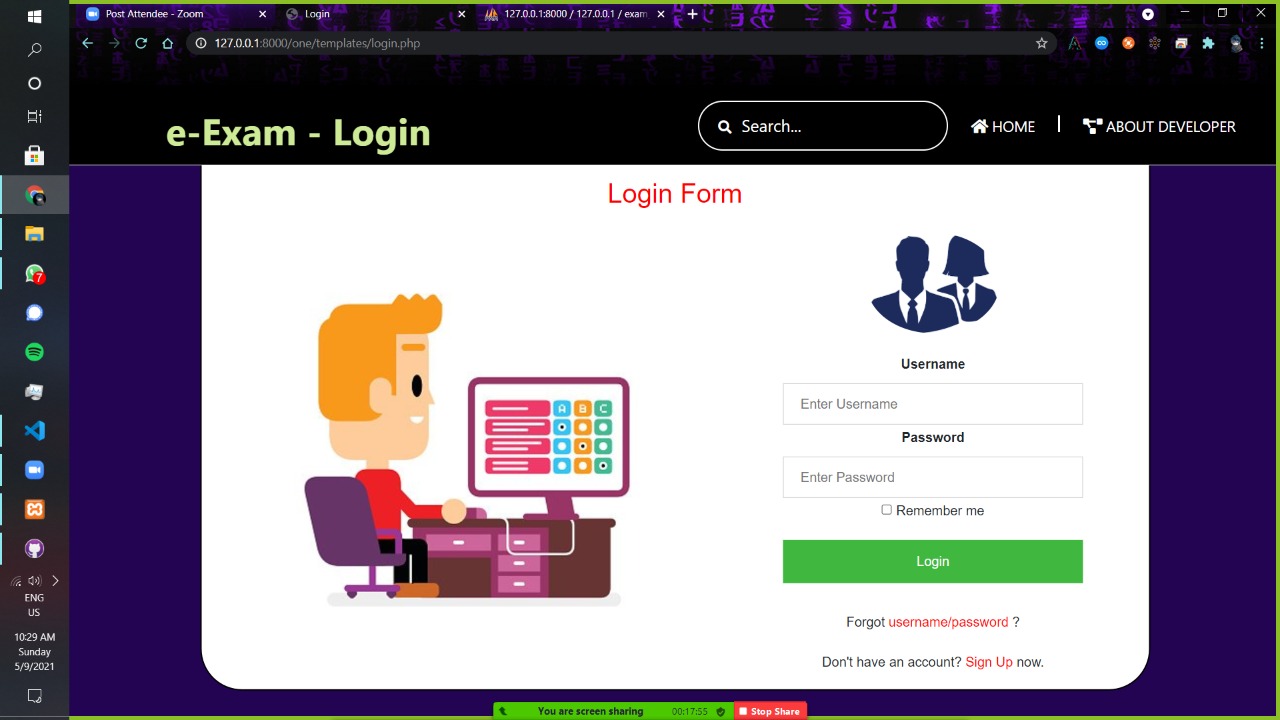 Post Attendee - Zoom
Login
127.0.0.1:8000 / 127.0.0.1 / exam
127.0.0.1:8000/one/templates/login.php
e-Exam - Login
Search...
HOME
ABOUT DEVELOPER
Login Form
A B C
Username
Enter Username
Password
Enter Password
Remember me
Login
Forgot username/password ?
Don't have an account? Sign Up now.
7
ENG
US
10:29 AM
Sunday
5/9/2021
You are screen sharing
00:17:55
Stop Share